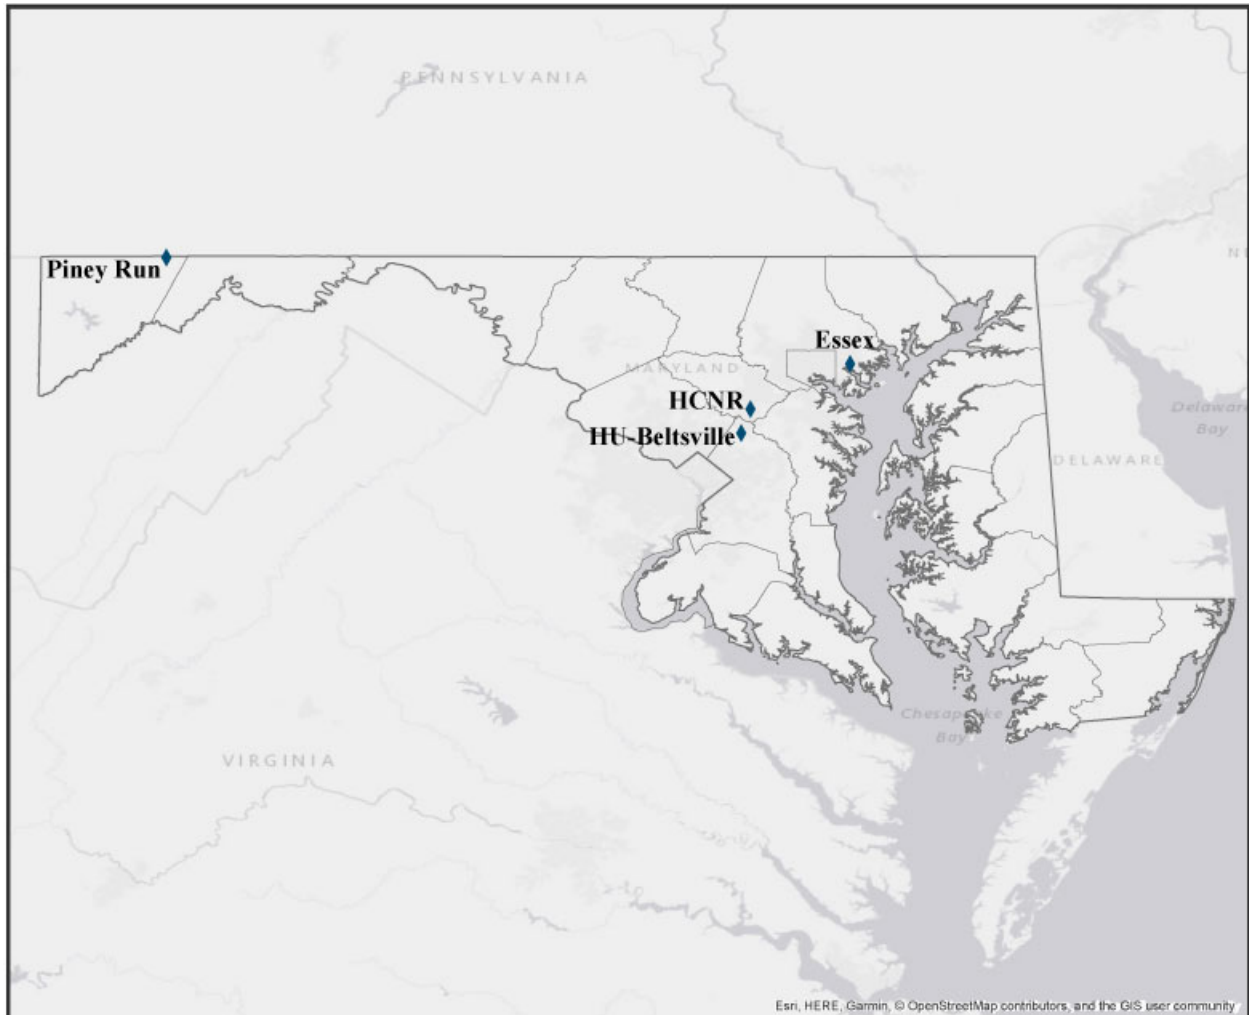 PENNSYLVANIA
Piney Run
Essex
MARYLAND
HCNR
HU-Beltsville
Delaware
Bay
DELAWARE
Chesapeake
Bay
VIRGINIA
Esri, HERE, Garmin, © OpenStreetMap contributors, and the GIS user community